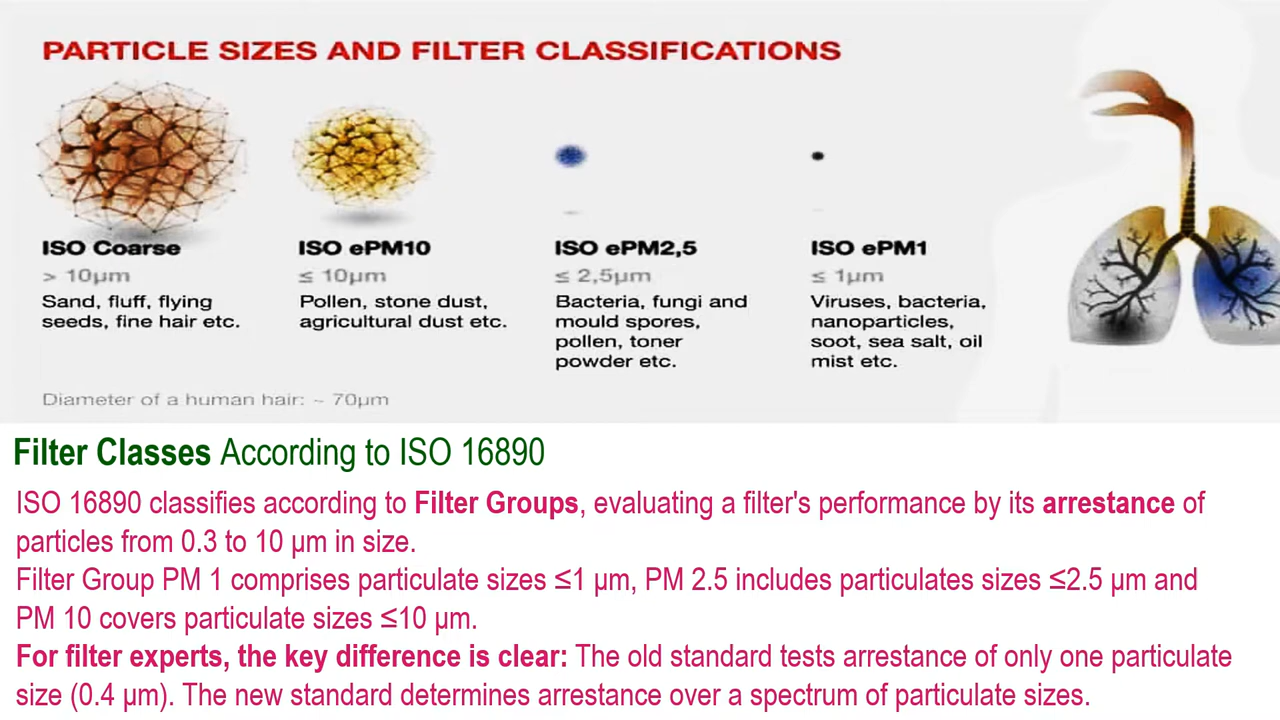 PARTICLE SIZES AND FILTER CLASSIFICATIONS
ISO Coarse
> 10µm
Sand, fluff, flying
seeds, fine hair etc.
ISO ePM10
≤ 10µm
Pollen, stone dust,
agricultural dust etc.
ISO ePM2,5
≤ 2,5µm
Bacteria, fungi and
mould spores,
pollen, toner
powder etc.
ISO ePM1
≤ 1µm
Viruses, bacteria,
nanoparticles,
soot, sea salt, oil
mist etc.
Diameter of a human hair: ~ 70µm
Filter Classes According to ISO 16890
ISO 16890 classifies according to Filter Groups, evaluating a filter's performance by its arrestance of
particles from 0.3 to 10 µm in size.
Filter Group PM 1 comprises particulate sizes ≤1 µm, PM 2.5 includes particulates sizes ≤2.5 µm and
PM 10 covers particulate sizes ≤10 µm.
For filter experts, the key difference is clear: The old standard tests arrestance of only one particulate
size (0.4 µm). The new standard determines arrestance over a spectrum of particulate sizes.